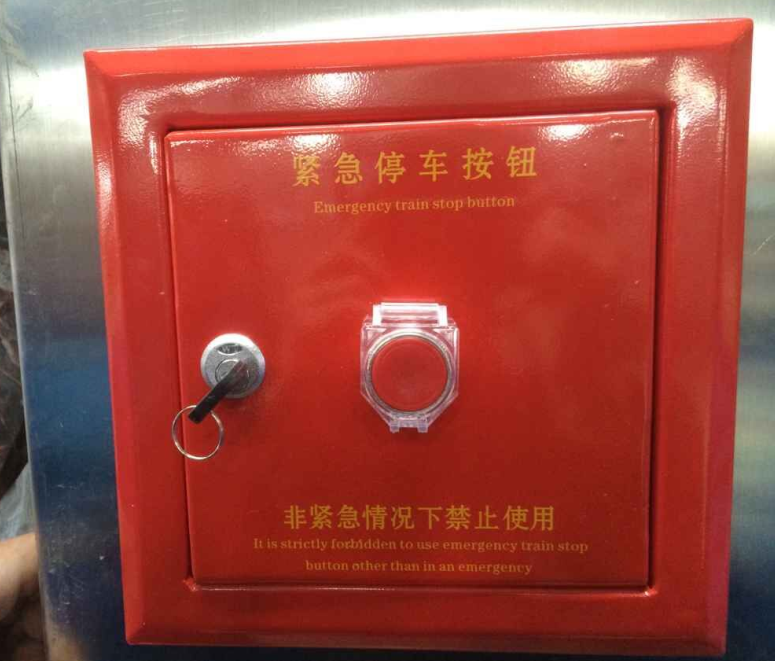 紧急停车按钮
Emergency train stop button
非紧急情况下禁止使用
It is strictly forbidden to use emergency train stop
button other than in an emergency